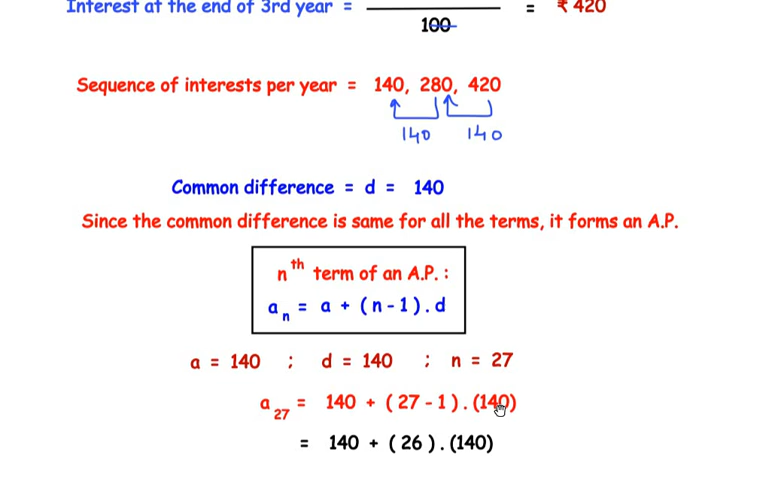 Interest at the end of 3rd year = = ₹ 420
100
Sequence of interests per year = 140, 280, 420
140 140
Common difference = d = 140
Since the common difference is same for all the terms, it forms an A.P.
nth term of an A.P. :
an = a + ( n - 1 ) . d
a = 140 ; d = 140 ; n = 27
a27 = 140 + ( 27 - 1 ) . (140)
= 140 + ( 26 ) . (140)